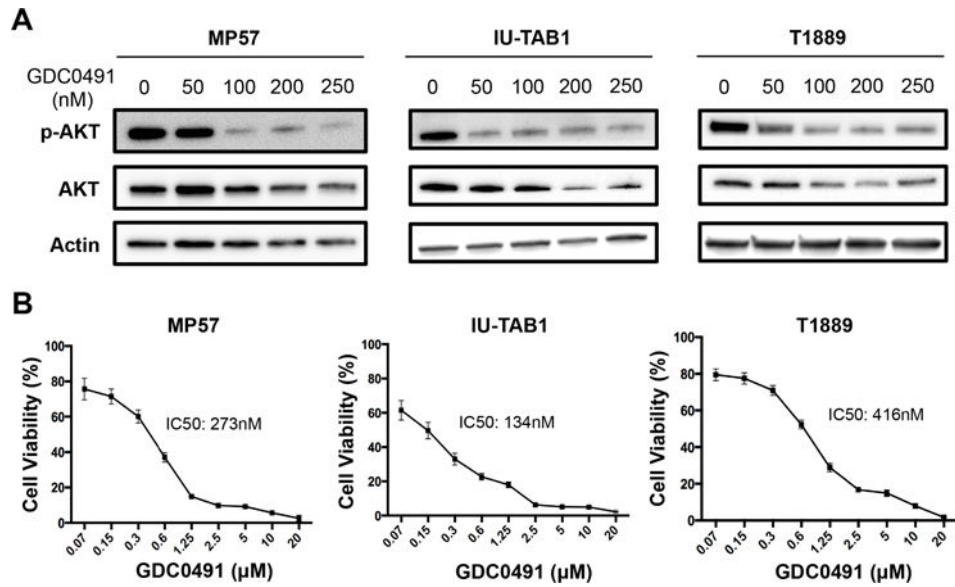 A
MP57 IU-TAB1 T1889
GDC0491 (nM) 0 50 100 200 250 0 50 100 200 250 0 50 100 200 250
p-AKT
AKT
Actin
B
MP57
Cell Viability (%)
100
80
60
40
20
0
IC50: 273nM
0.07 0.15 0.3 0.6 1.25 2.5 5 10 20
GDC0491 (µM)
IU-TAB1
Cell Viability (%)
100
80
60
40
20
0
IC50: 134nM
0.07 0.15 0.3 0.6 1.25 2.5 5 10 20
GDC0491 (µM)
T1889
Cell Viability (%)
100
80
60
40
20
0
IC50: 416nM
0.07 0.15 0.3 0.6 1.25 2.5 5 10 20
GDC0491 (µM)